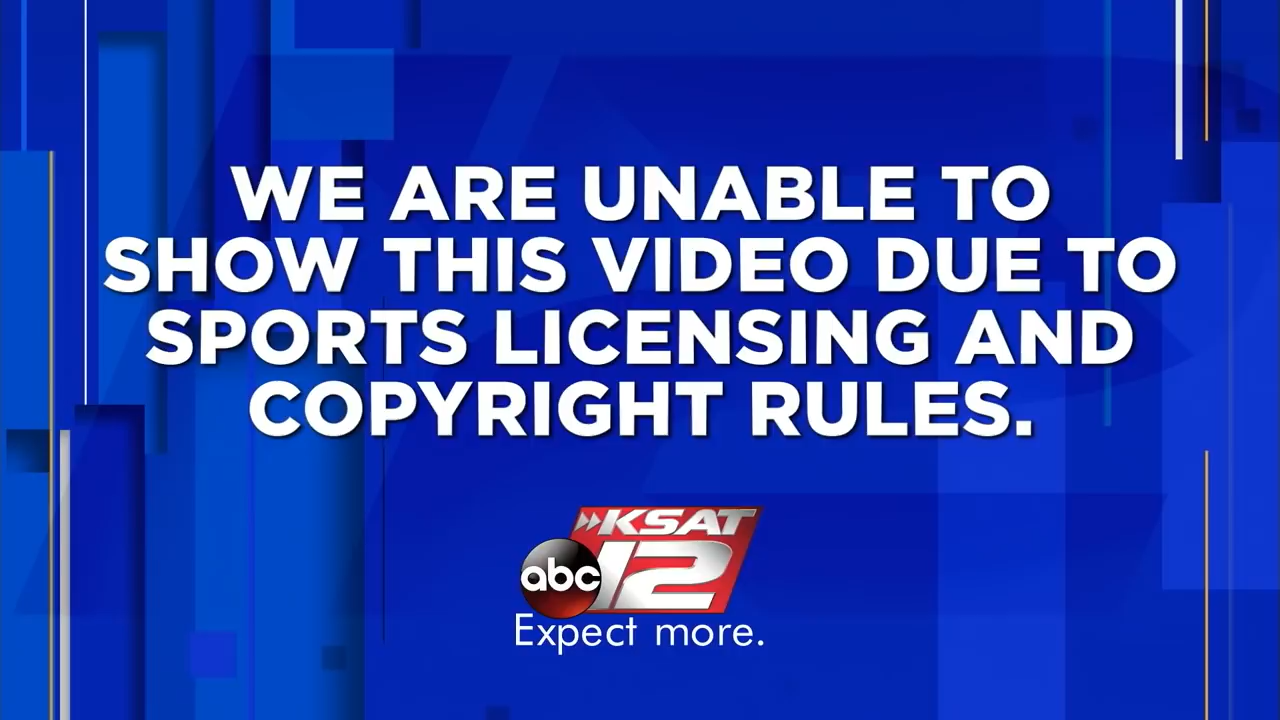 WE ARE UNABLE TO
SHOW THIS VIDEO DUE TO
SPORTS LICENSING AND
COPYRIGHT RULES.
KSAT
abc 12
Expect more.